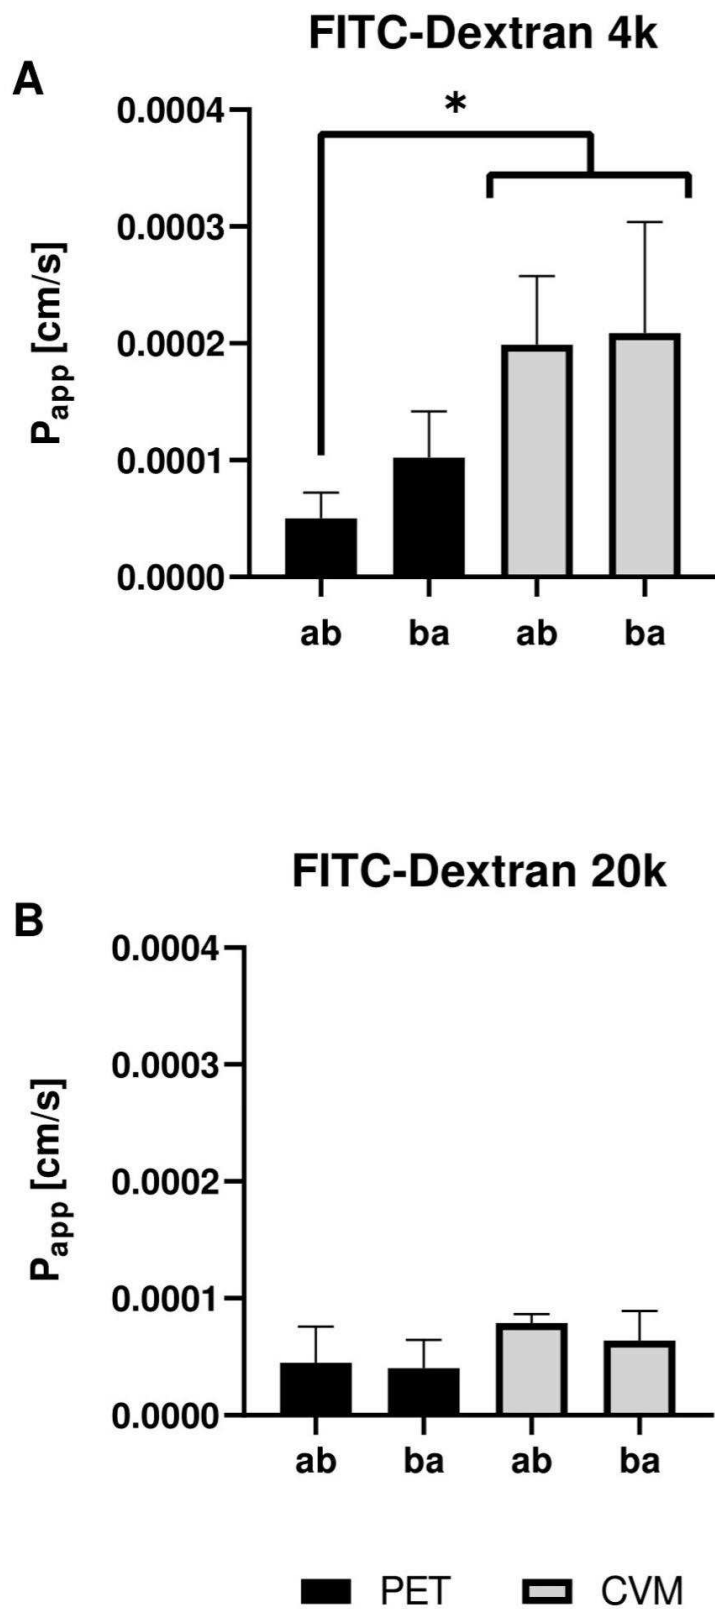 FITC-Dextran 4k
A
0.0004
*
0.0003
0.0002
0.0001
0.0000
Papp [cm/s]
ab ba ab ba
FITC-Dextran 20k
B
0.0004
0.0003
0.0002
0.0001
0.0000
Papp [cm/s]
ab ba ab ba
PET CVM